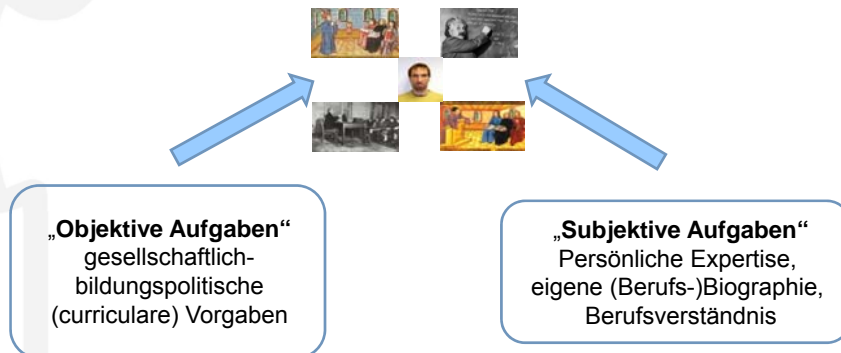 „Objektive Aufgaben“
gesellschaftlich-
bildungspolitische
(curriculare) Vorgaben
„Subjektive Aufgaben“
Persönliche Expertise,
eigene (Berufs-)Biographie,
Berufsverständnis